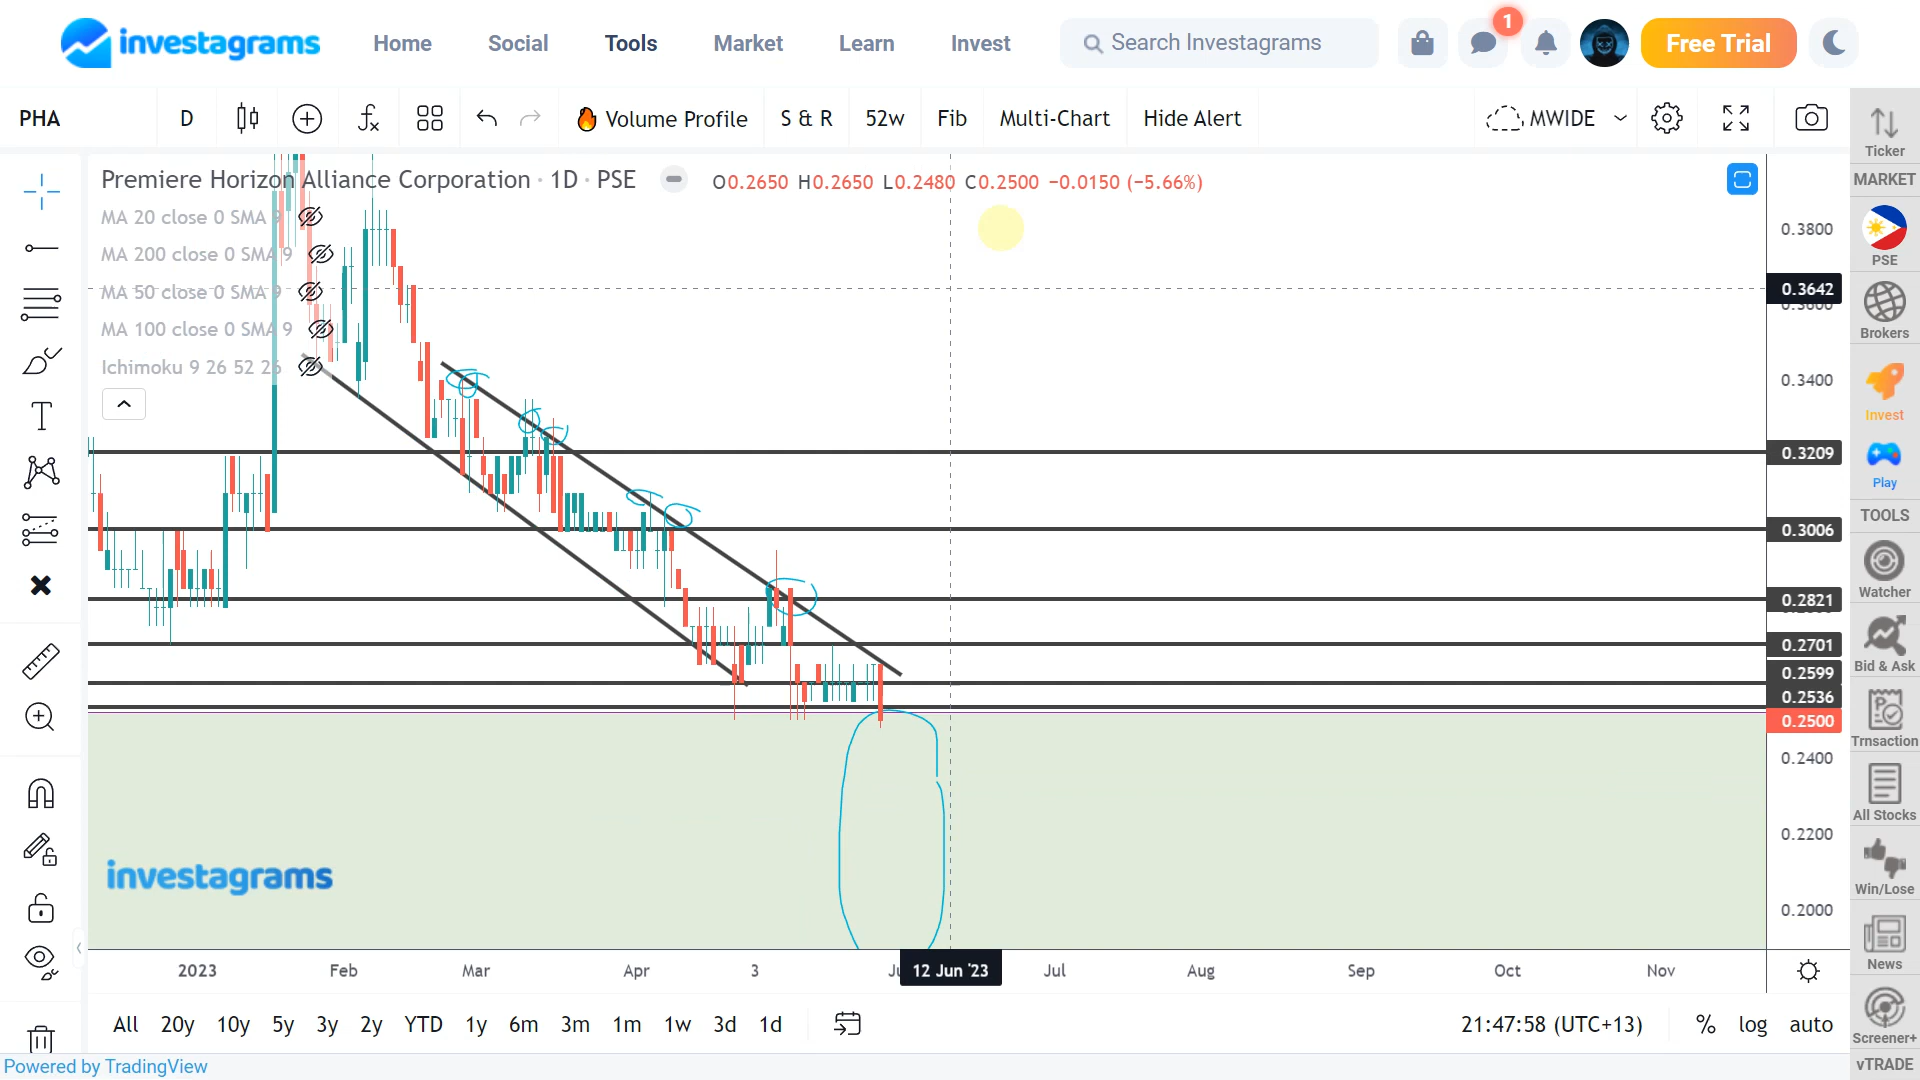 investagrams
Home
Social
Tools
Market
Learn
Invest
Search Investagrams
1
Free Trial
PHA
D
Volume Profile
S & R
52w
Fib
Multi-Chart
Hide Alert
MWIDE
Premiere Horizon Alliance Corporation · 1D · PSE
O0.2650 H0.2650 L0.2480 C0.2500 −0.0150 (−5.66%)
MA 20 close 0 SMA 9
MA 200 close 0 SMA 9
MA 50 close 0 SMA 9
MA 100 close 0 SMA 9
Ichimoku 9 26 52 26
0.3800
0.3642
0.3600
0.3400
0.3209
0.3006
0.2821
0.2701
0.2599
0.2536
0.2500
0.2400
0.2200
0.2000
investagrams
2023
Feb
Mar
Apr
3
12 Jun '23
Jul
Aug
Sep
Oct
Nov
All
20y
10y
5y
3y
2y
YTD
1y
6m
3m
1m
1w
3d
1d
21:47:58 (UTC+13)
%
log
auto
Powered by TradingView
Ticker
MARKET
PSE
Brokers
Invest
Play
TOOLS
Watcher
Bid & Ask
Trnsaction
All Stocks
Win/Lose
News
Screener+
vTRADE